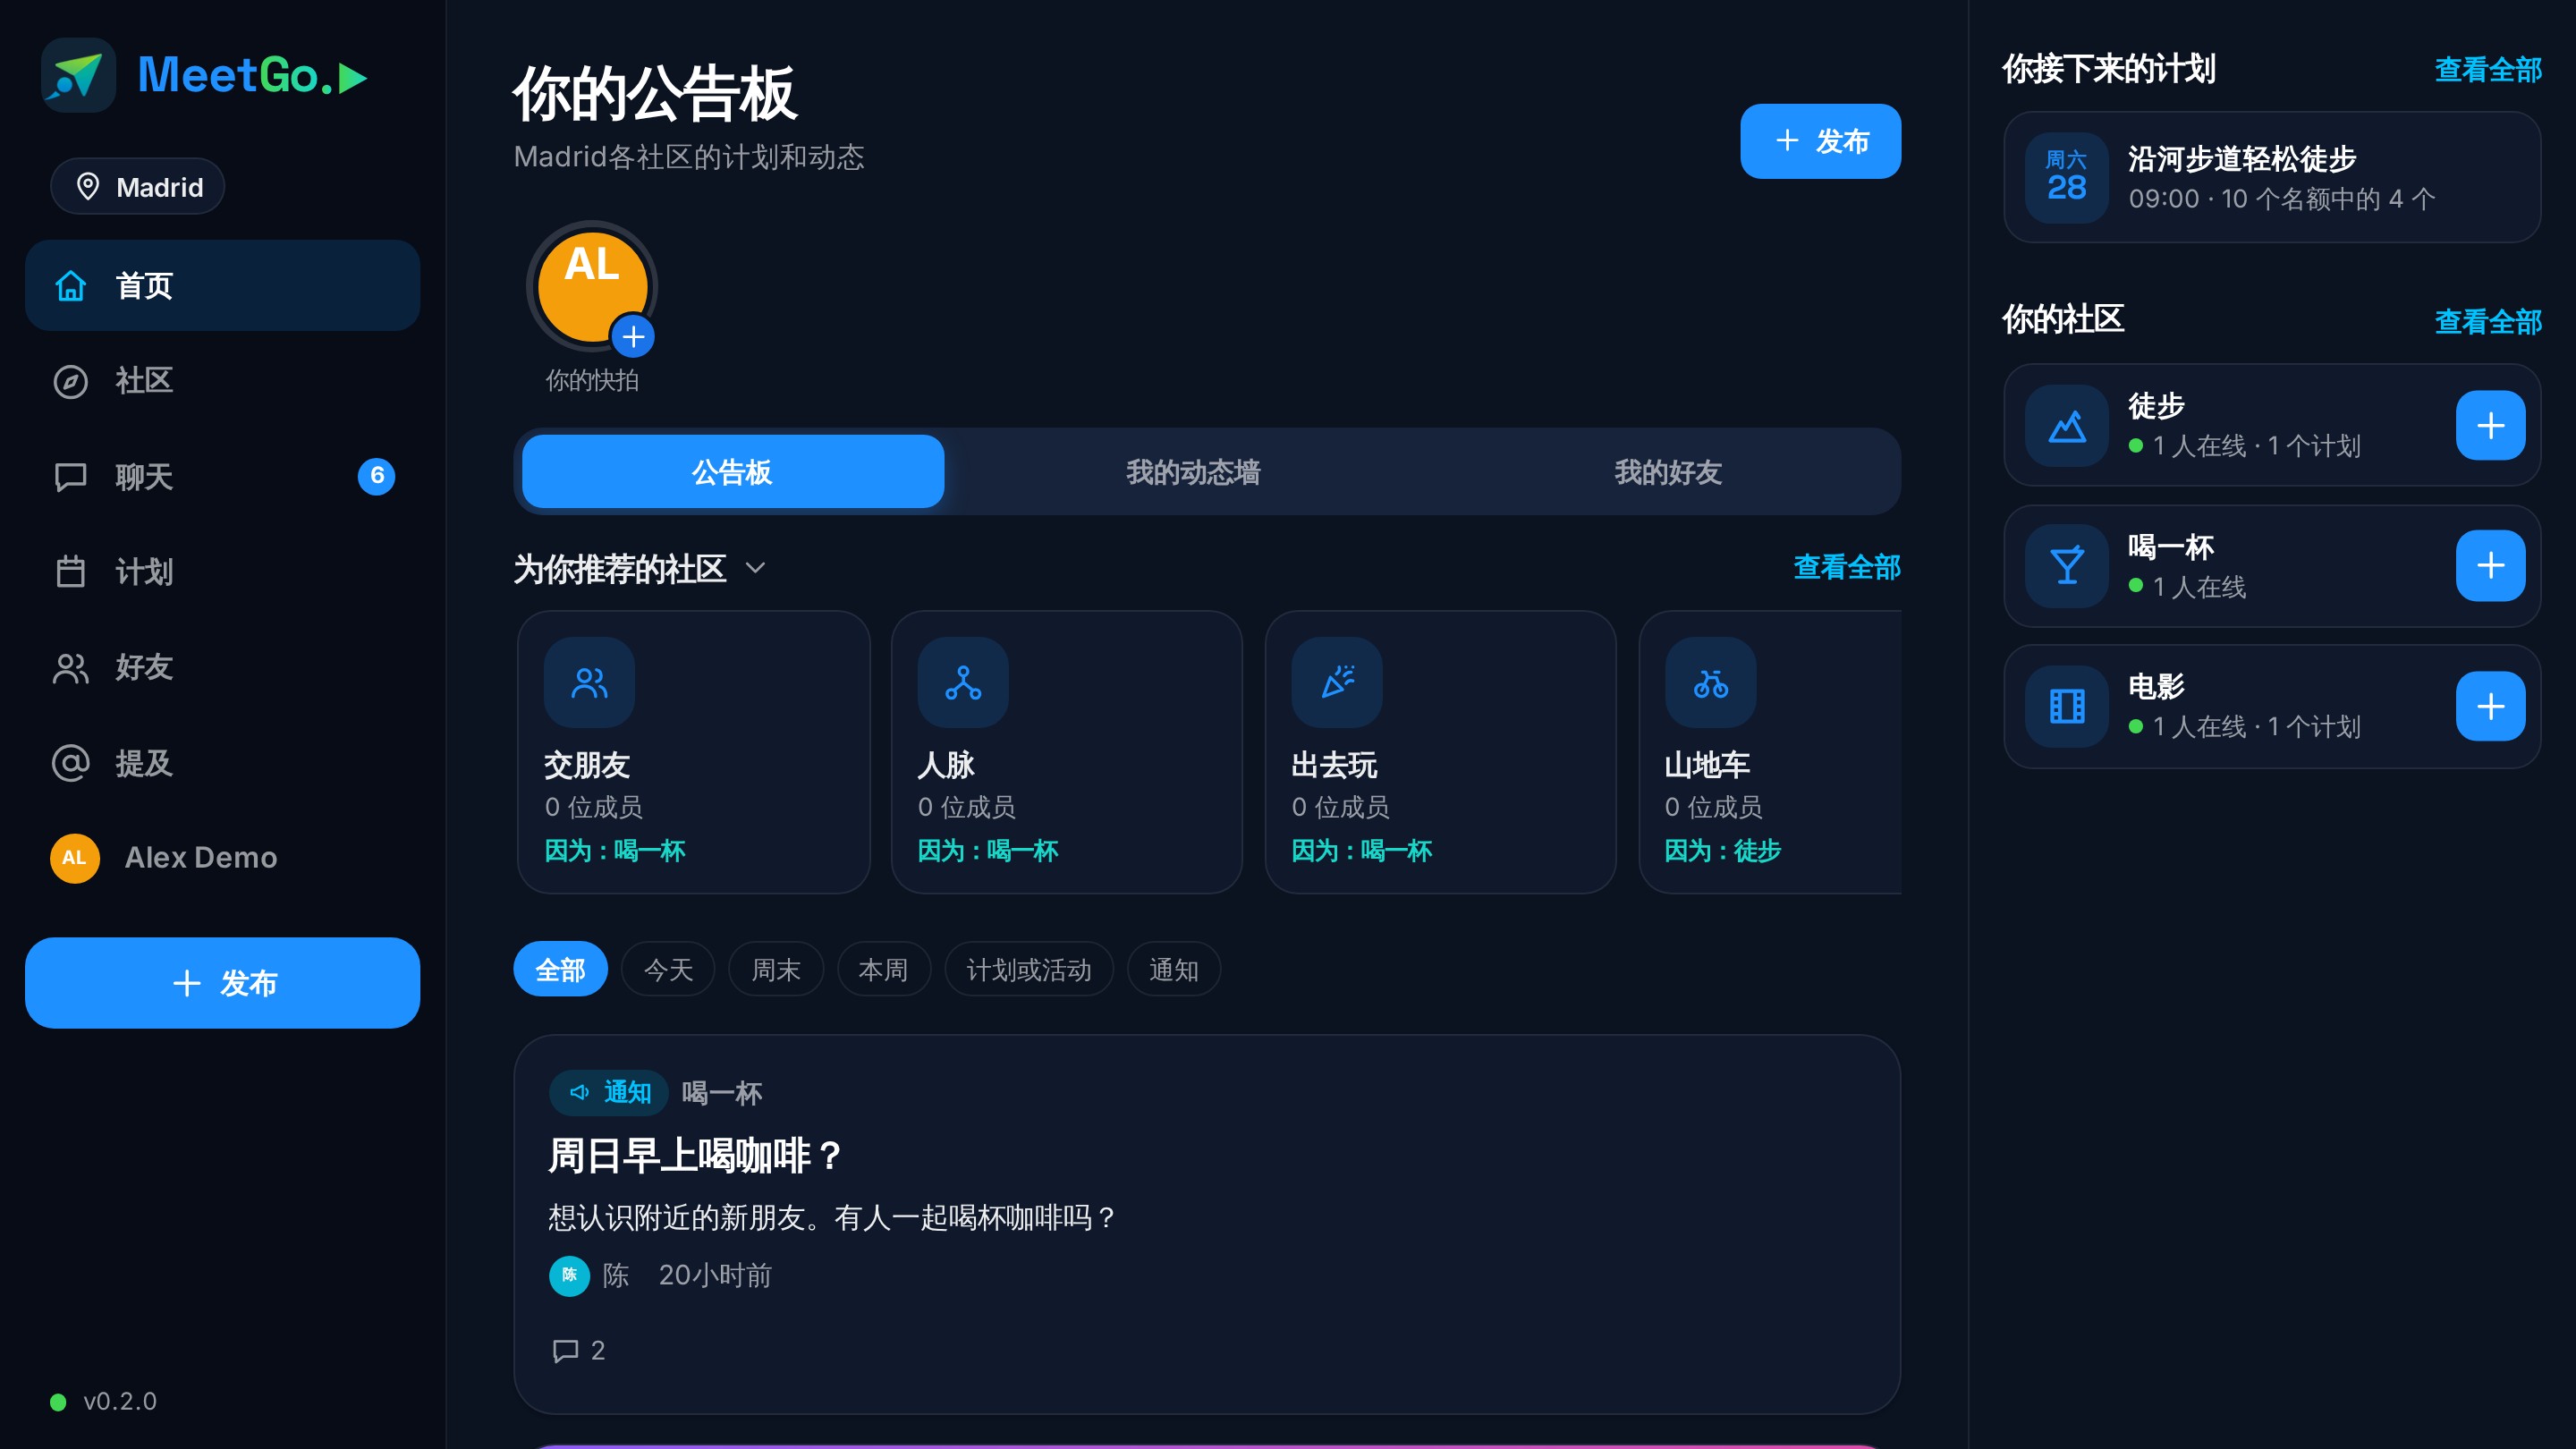 MeetGo.
Madrid
首页
社区
聊天
6
计划
好友
提及
AL
Alex Demo
发布
v0.2.0
你的公告板
Madrid各社区的计划和动态
发布
AL
你的快拍
公告板
我的动态墙
我的好友
为你推荐的社区
查看全部
交朋友
0 位成员
因为：喝一杯
人脉
0 位成员
因为：喝一杯
出去玩
0 位成员
因为：喝一杯
山地车
0 位成员
因为：徒步
全部
今天
周末
本周
计划或活动
通知
通知
喝一杯
周日早上喝咖啡？
想认识附近的新朋友。有人一起喝杯咖啡吗？
陈
陈
20小时前
2
你接下来的计划
查看全部
周六
28
沿河步道轻松徒步
09:00 · 10 个名额中的 4 个
你的社区
查看全部
徒步
1 人在线 · 1 个计划
喝一杯
1 人在线
电影
1 人在线 · 1 个计划